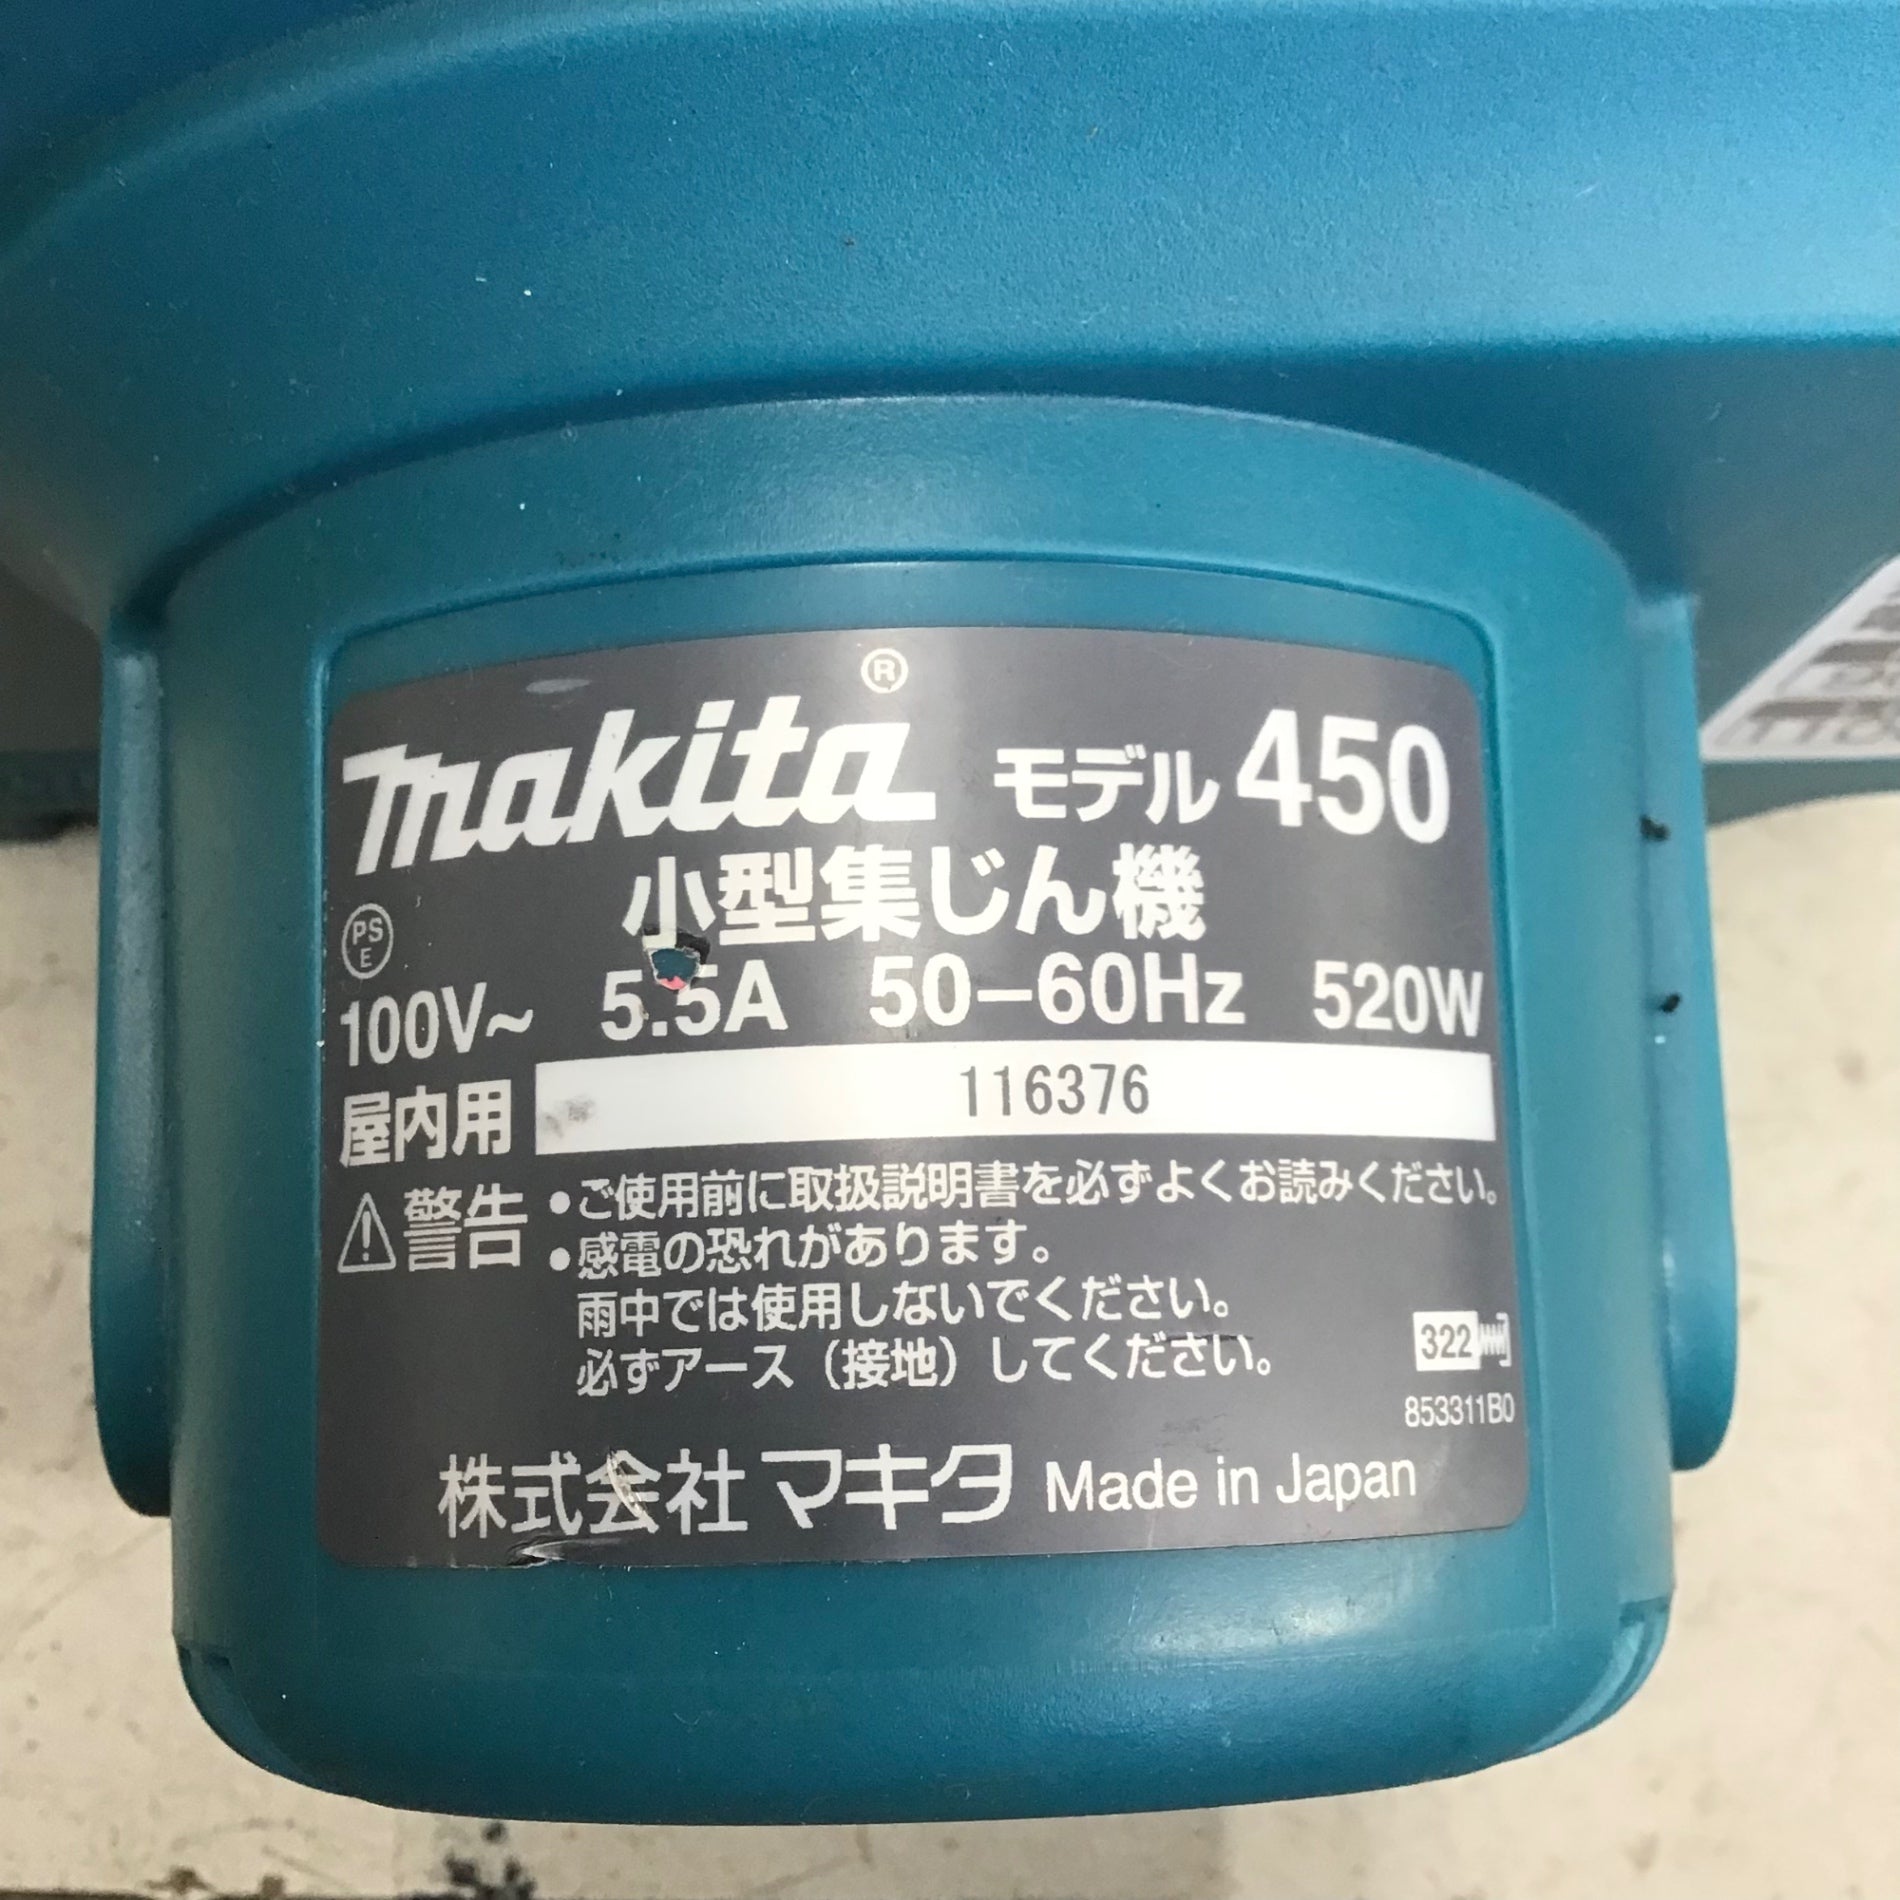 makita® モデル 450
小型集じん機
PS
E
100V~ 5.5A 50-60Hz 520W
屋内用 116376
⚠警告 •ご使用前に取扱説明書を必ずよくお読みください。
•感電の恐れがあります。
雨中では使用しないでください。
必ずアース（接地）してください。
322
853311B0
株式会社マキタ Made in Japan